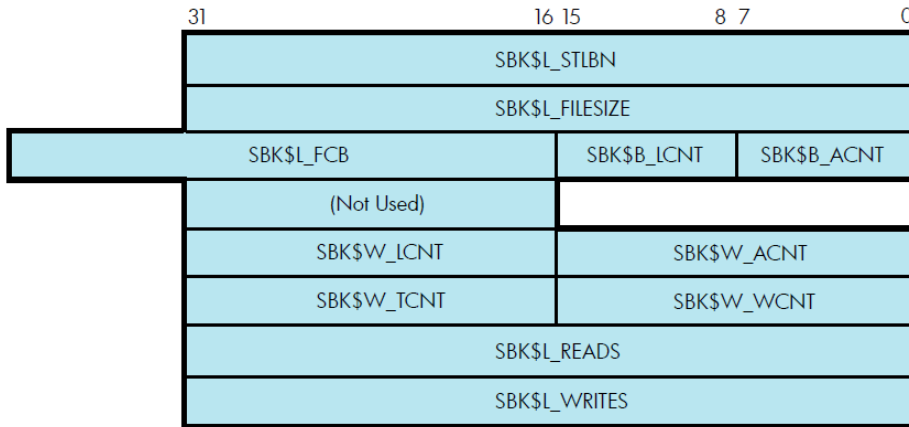 31 16 15 8 7 0
SBK$L_STLBN
SBK$L_FILESIZE
SBK$L_FCB SBK$B_LCNT SBK$B_ACNT
(Not Used)
SBK$W_LCNT SBK$W_ACNT
SBK$W_TCNT SBK$W_WCNT
SBK$L_READS
SBK$L_WRITES